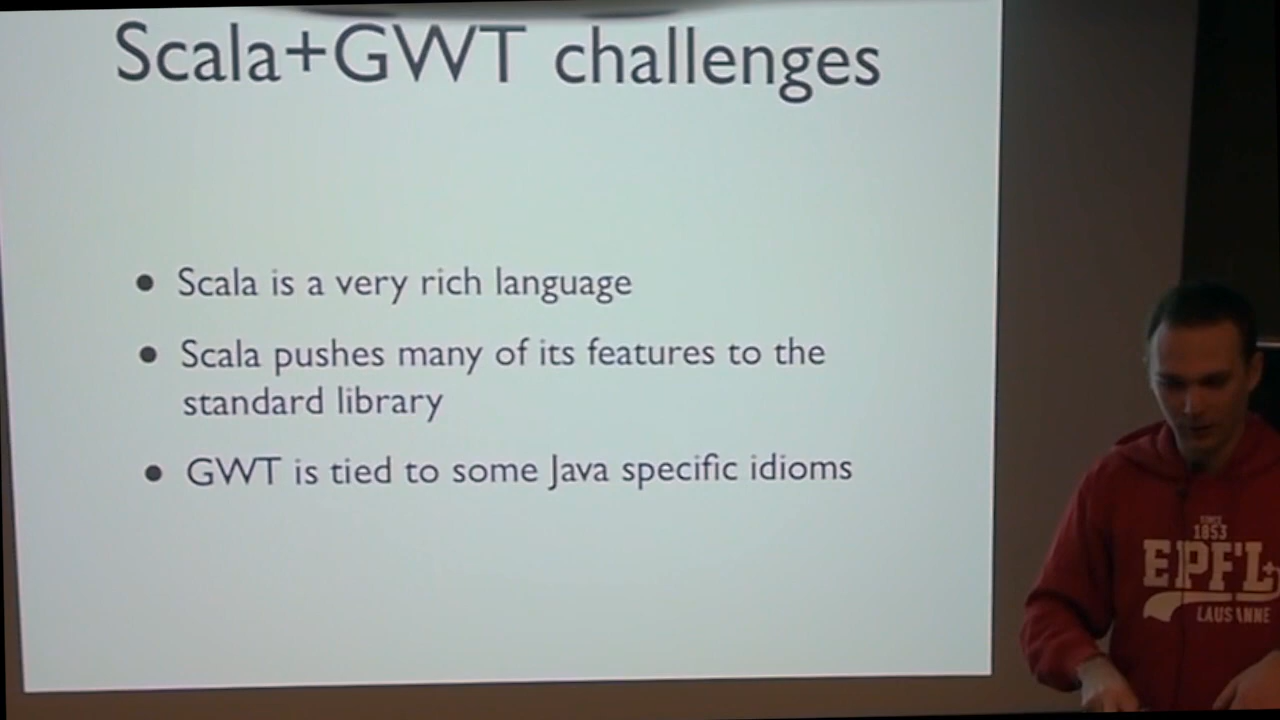 Scala+GWT challenges
• Scala is a very rich language
• Scala pushes many of its features to the
standard library
• GWT is tied to some Java specific idioms
SINCE
1853
EPFL
LAUSANNE